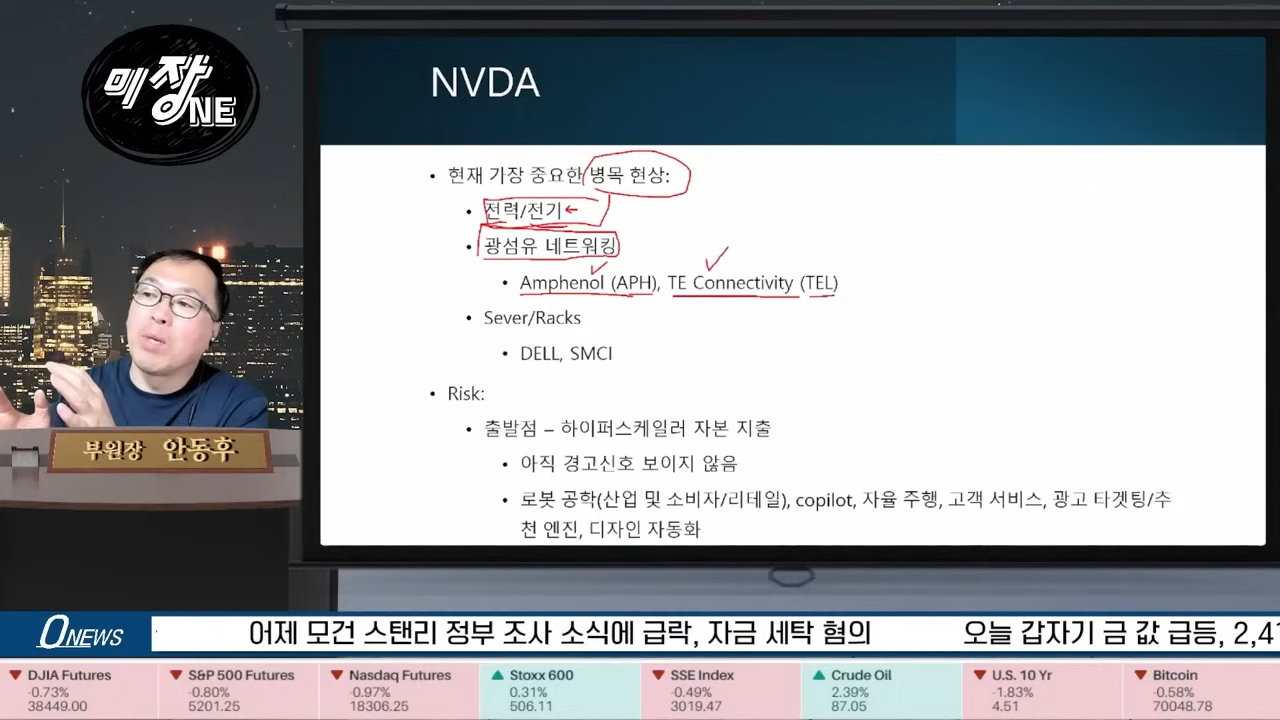 미장
ONE
NVDA
• 현재 가장 중요한 병목 현상:
• 전력/전기←
• 광섬유 네트워킹
• Amphenol (APH), TE Connectivity (TEL)
• Sever/Racks
• DELL, SMCI
• Risk:
• 출발점 – 하이퍼스케일러 자본 지출
• 아직 경고신호 보이지 않음
• 로봇 공학(산업 및 소비자/리테일), copilot, 자율 주행, 고객 서비스, 광고 타겟팅/추
천 엔진, 디자인 자동화
부원장 안동후
ONEWS
어제 모건 스탠리 정부 조사 소식에 급락, 자금 세탁 혐의 오늘 갑자기 금 값 급등, 2,41
DJIA Futures
-0.73%
38449.00
S&P 500 Futures
-0.80%
5201.25
Nasdaq Futures
-0.97%
18306.25
Stoxx 600
0.31%
506.11
SSE Index
-0.49%
3019.47
Crude Oil
2.39%
87.05
U.S. 10 Yr
-1.83%
4.51
Bitcoin
-0.58%
70048.78